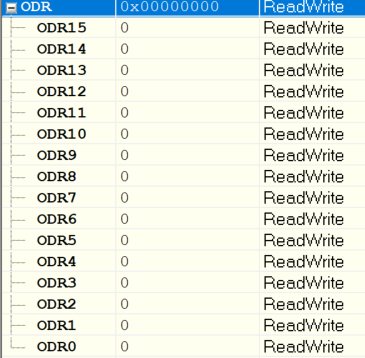 ODR 0x00000000 ReadWrite
ODR15 0 ReadWrite
ODR14 0 ReadWrite
ODR13 0 ReadWrite
ODR12 0 ReadWrite
ODR11 0 ReadWrite
ODR10 0 ReadWrite
ODR9 0 ReadWrite
ODR8 0 ReadWrite
ODR7 0 ReadWrite
ODR6 0 ReadWrite
ODR5 0 ReadWrite
ODR4 0 ReadWrite
ODR3 0 ReadWrite
ODR2 0 ReadWrite
ODR1 0 ReadWrite
ODR0 0 ReadWrite